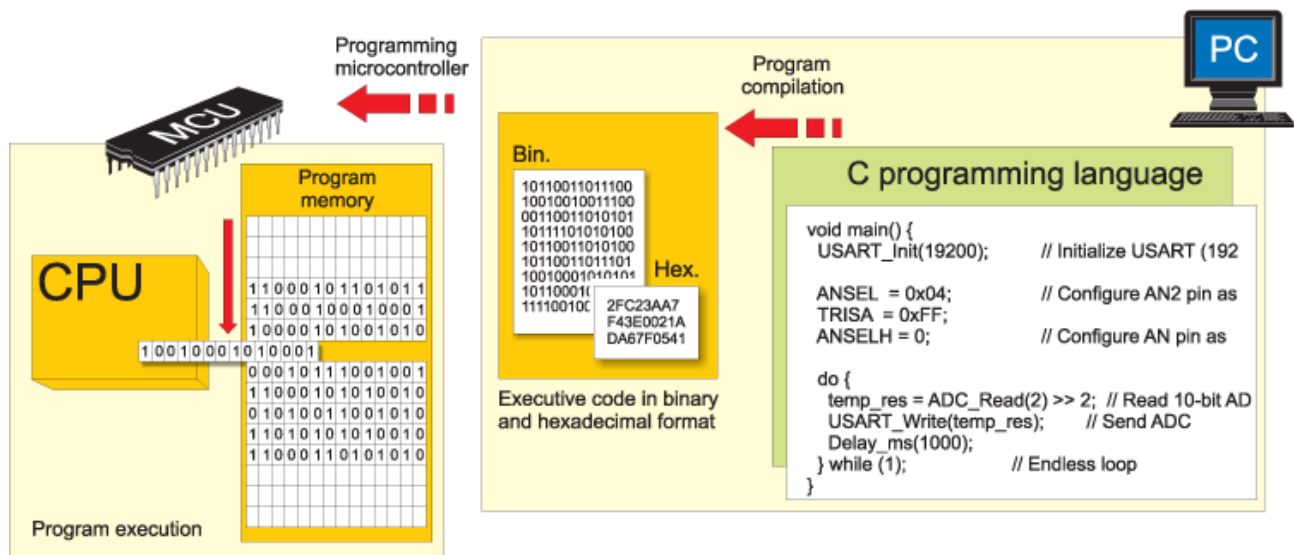 Programming
microcontroller
MCU
PC
Program
compilation
Bin.
10110011011100
10010010011100
00110011010101
10111101010100
10110011010100
10110011011101
10010001010101
101100010
111100100
Hex.
2FC23AA7
F43E0021A
DA67F0541
Executive code in binary
and hexadecimal format
C programming language
void main() {
USART_Init(19200); // Initialize USART (192
ANSEL = 0x04; // Configure AN2 pin as
TRISA = 0xFF;
ANSELH = 0; // Configure AN pin as
do {
temp_res = ADC_Read(2) >> 2; // Read 10-bit AD
USART_Write(temp_res); // Send ADC
Delay_ms(1000);
} while (1); // Endless loop
}
Program
memory
CPU
1 1 0 0 0 1 0 1 1 0 1 0 1 1
1 1 0 0 0 1 0 0 0 1 0 0 0 1
1 0 0 0 0 1 0 1 0 0 1 0 1 0
1 0 0 1 0 0 0 1 0 1 0 0 0 1
0 0 0 1 0 1 1 1 0 0 1 0 0 1
1 1 0 1 0 0 0 1 0 1 0 0 1 0
0 1 0 1 0 0 1 1 0 1 0 0 0 1
1 1 0 1 0 1 0 1 0 1 0 0 1 0
1 1 0 0 0 1 1 0 1 0 1 0 1 0
Program execution